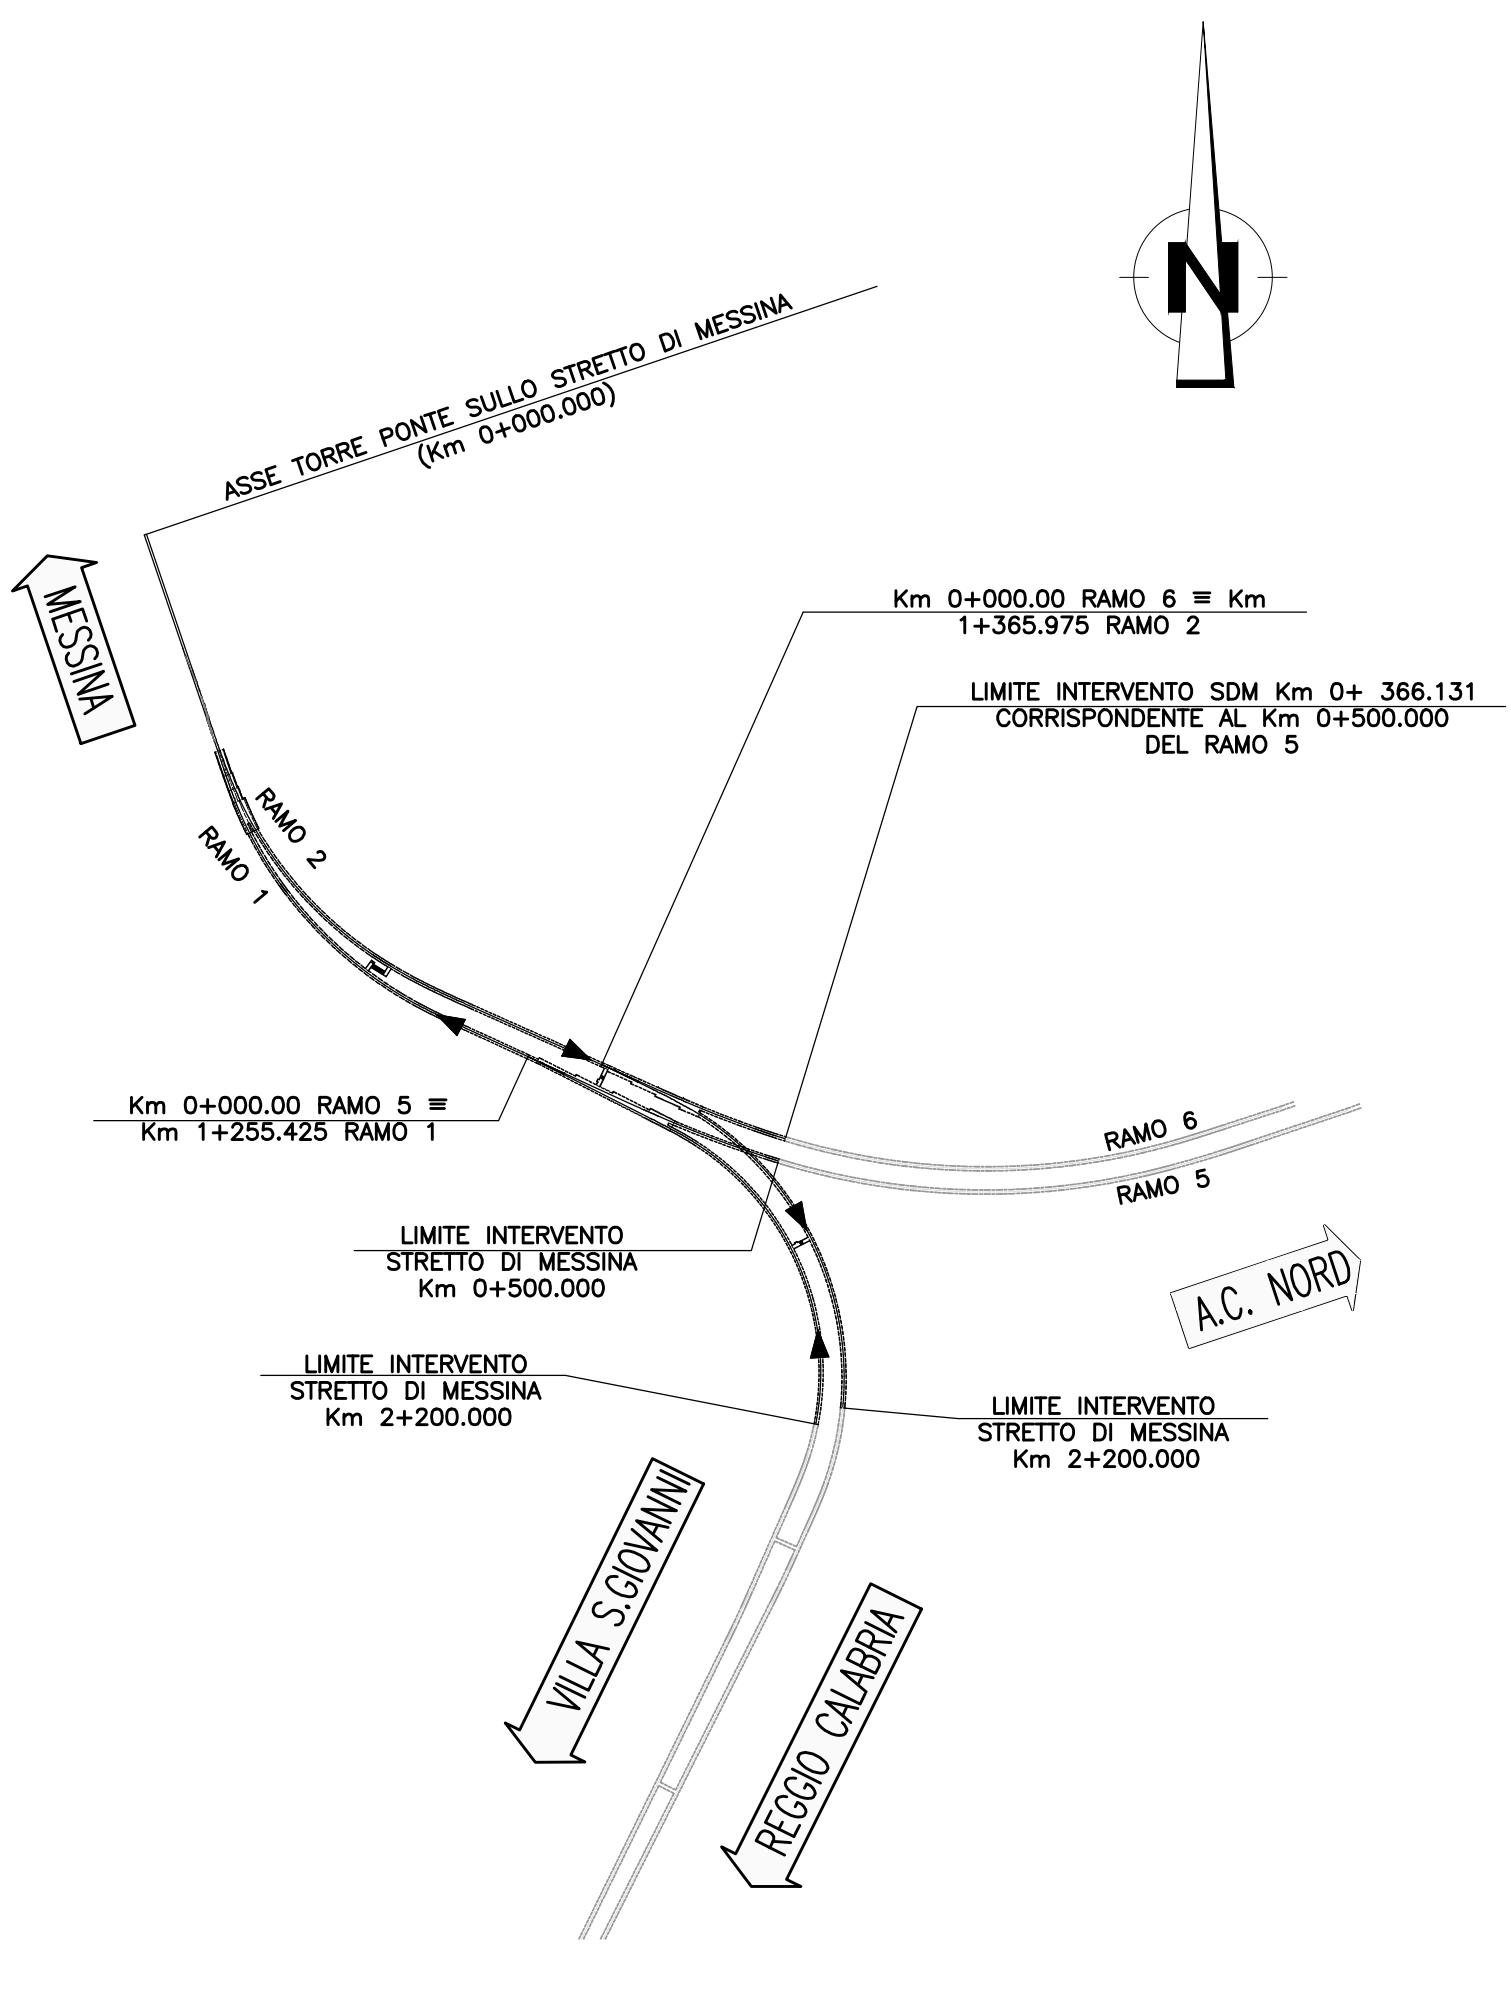 N
ASSE TORRE PONTE SULLO STRETTO DI MESSINA
(Km 0+000.000)
MESSINA
Km 0+000.00 RAMO 6 ≡ Km
1+365.975 RAMO 2
LIMITE INTERVENTO SDM Km 0+ 366.131
CORRISPONDENTE AL Km 0+500.000
DEL RAMO 5
RAMO 2
RAMO 1
Km 0+000.00 RAMO 5 ≡
Km 1+255.425 RAMO 1
RAMO 6
RAMO 5
LIMITE INTERVENTO
STRETTO DI MESSINA
Km 0+500.000
A.C. NORD
LIMITE INTERVENTO
STRETTO DI MESSINA
Km 2+200.000
LIMITE INTERVENTO
STRETTO DI MESSINA
Km 2+200.000
VILLA S.GIOVANNI
REGGIO CALABRIA